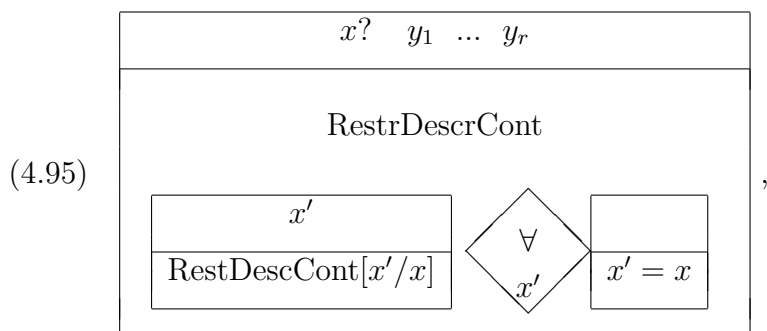 x? y₁ ... yᵣ
RestrDescrCont
(4.95)
,
x′
∀
RestDescCont[x′/x]
x′ = x
x′